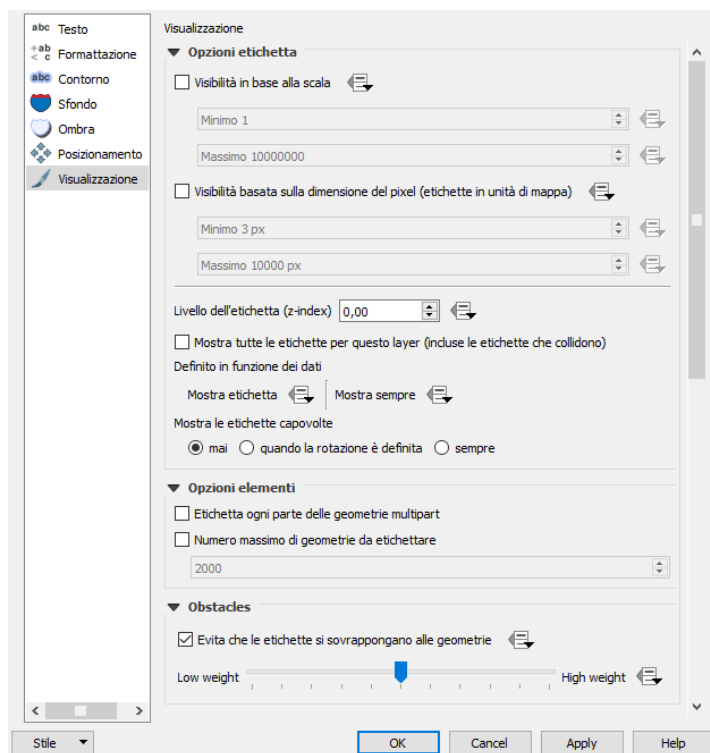 abc Testo
+ab
< c Formattazione
abc Contorno
Sfondo
Ombra
Posizionamento
Visualizzazione
Visualizzazione
Opzioni etichetta
Visibilità in base alla scala
Minimo 1
Massimo 10000000
Visibilità basata sulla dimensione del pixel (etichette in unità di mappa)
Minimo 3 px
Massimo 10000 px
Livello dell'etichetta (z-index) 0,00
Mostra tutte le etichette per questo layer (incluse le etichette che collidono)
Definito in funzione dei dati
Mostra etichetta Mostra sempre
Mostra le etichette capovolte
mai quando la rotazione è definita sempre
Opzioni elementi
Etichetta ogni parte delle geometrie multipart
Numero massimo di geometrie da etichettare
2000
Obstacles
Evita che le etichette si sovrappongano alle geometrie
Low weight High weight
Stile OK Cancel Apply Help